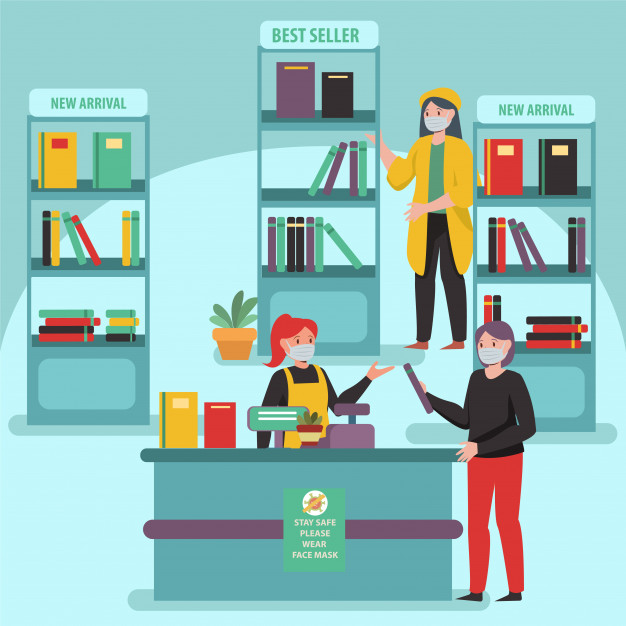 BEST SELLER
NEW ARRIVAL
NEW ARRIVAL
STAY SAFE
PLEASE
WEAR
FACE MASK